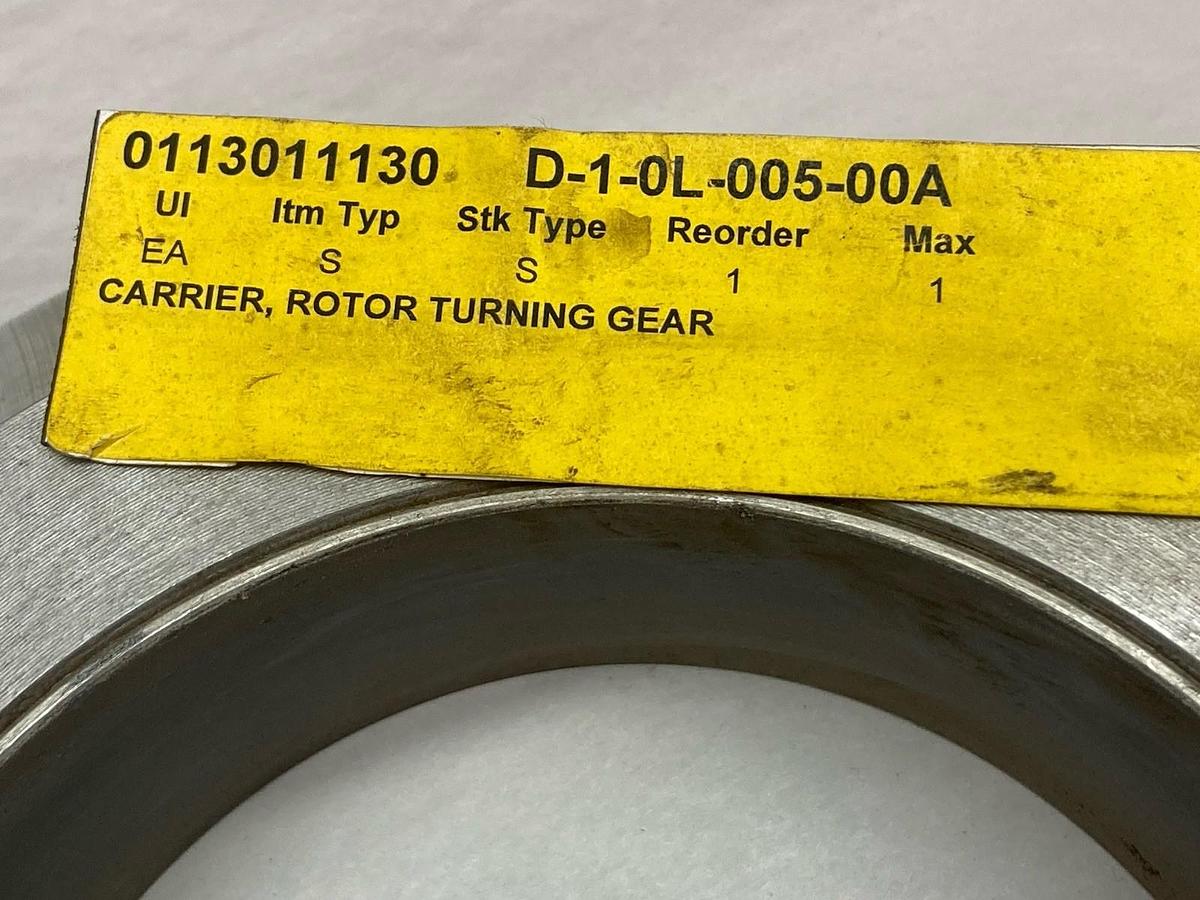 0113011130 D-1-0L-005-00A
UI Itm Typ Stk Type Reorder Max
EA S S 1 1
CARRIER, ROTOR TURNING GEAR